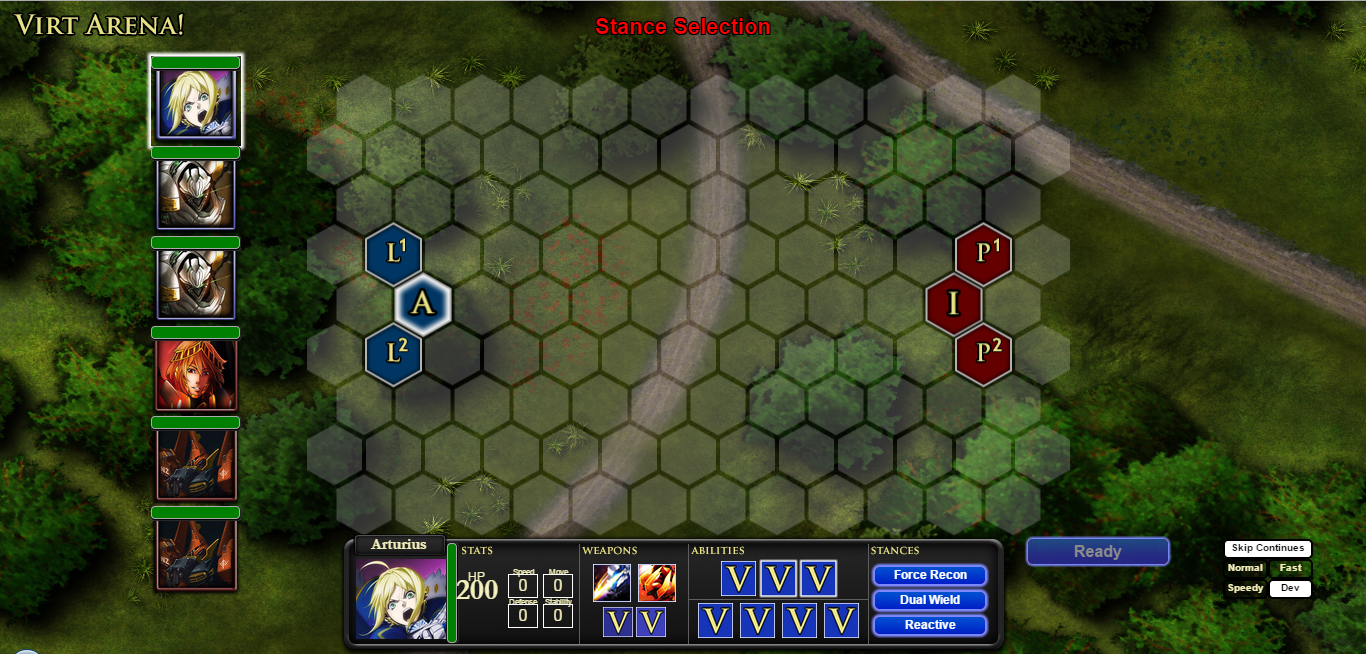 Virt Arena!
Stance Selection
L1
P1
A
I
L2
P2
Arturius
STATS
WEAPONS
ABILITIES
STANCES
HP
200
Speed
Move
0
0
Defense
Stability
0
0
V
V
V
V
V
V
V
V
V
Force Recon
Dual Wield
Reactive
Ready
Skip Continues
Normal
Fast
Speedy
Dev